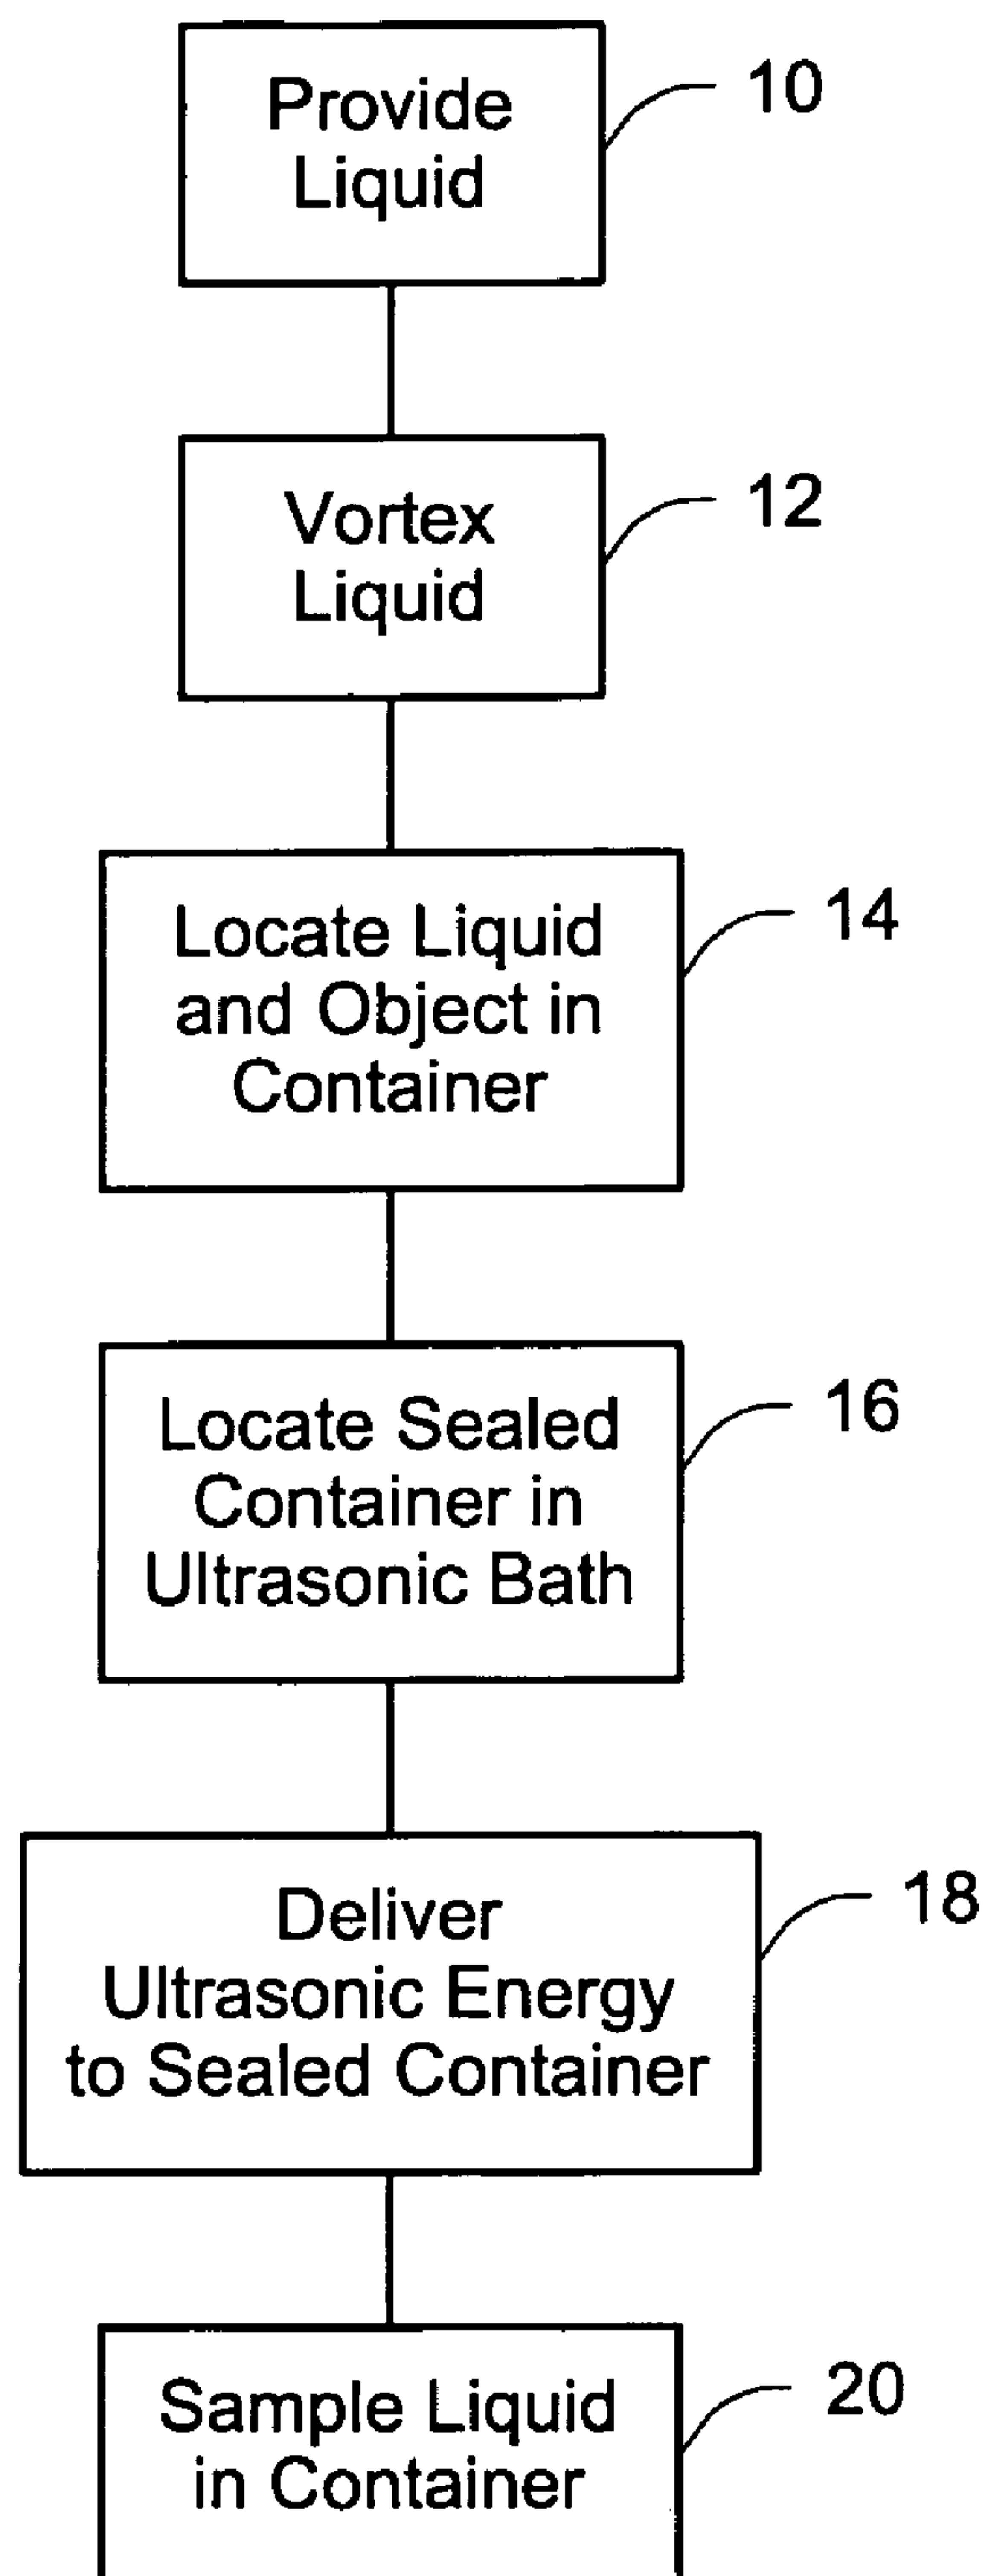 Provide
Liquid
10
Vortex
Liquid
12
Locate Liquid
and Object in
Container
14
Locate Sealed
Container in
Ultrasonic Bath
16
Deliver
Ultrasonic Energy
to Sealed Container
18
Sample Liquid
in Container
20